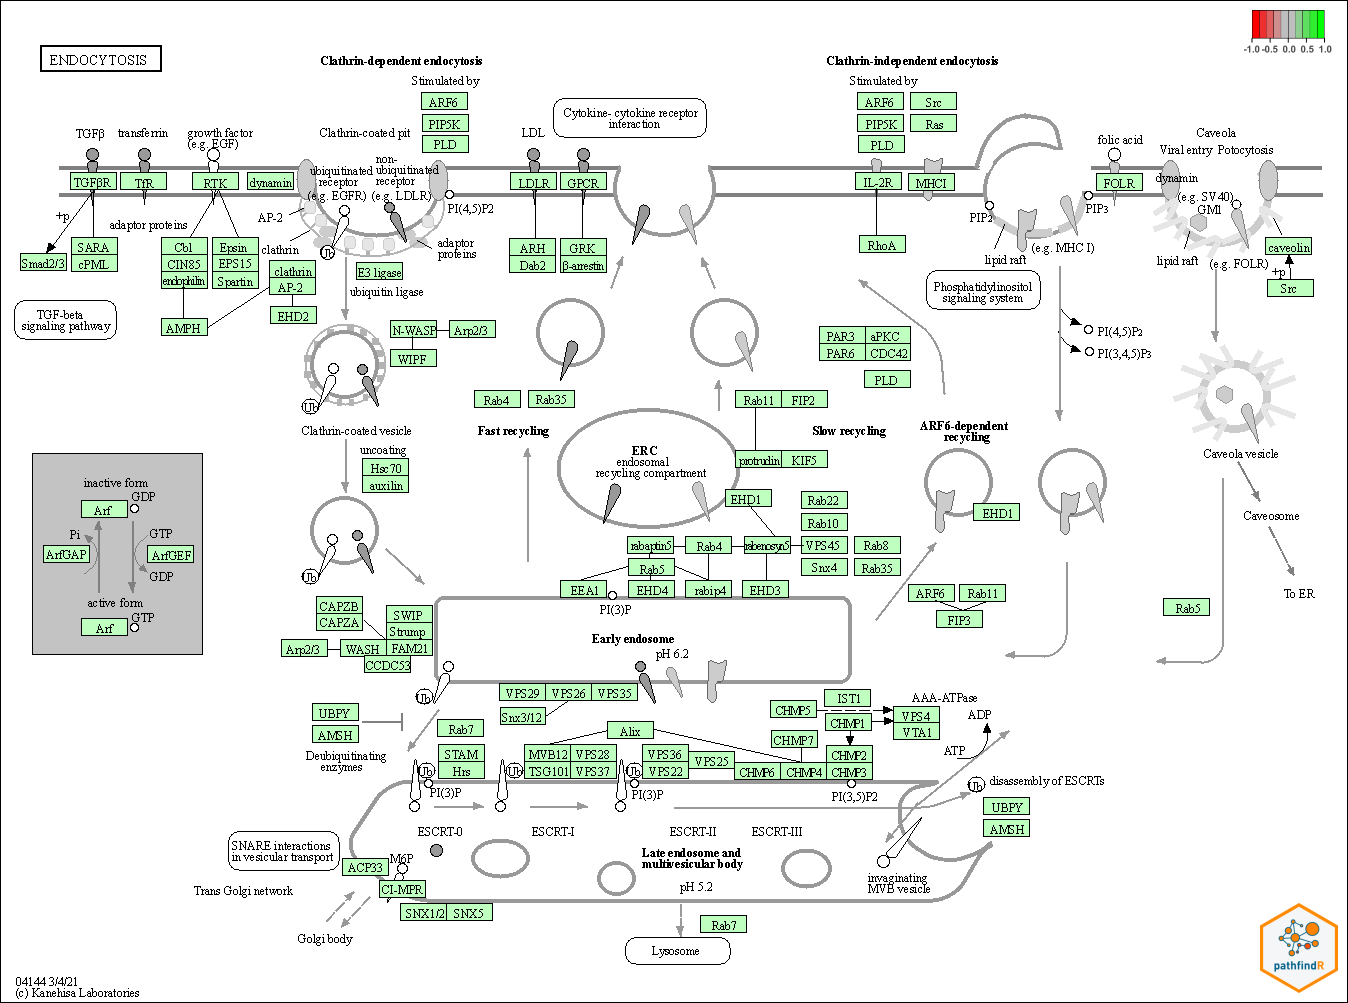 ENDOCYTOSIS
-1.0 -0.5 0.0 0.5 1.0
Clathrin-dependent endocytosis
Stimulated by
ARF6
PIP5K
PLD
Clathrin-independent endocytosis
Stimulated by
ARF6
Src
PIP5K
Ras
PLD
Cytokine- cytokine receptor
interaction
TGFβ
transferrin
growth factor
(e.g. EGF)
Clathrin-coated pit
LDL
folic acid
Caveola
Viral entry Potocytosis
TGFβR
TfR
RTK
dynamin
ubiquitinated
receptor
(e.g. EGFR)
non-
ubiquitinated
receptor
(e.g. LDLR)
LDLR
GPCR
IL-2R
MHCI
FOLR
dynamin
(e.g. SV40)
GM1
+p
adaptor proteins
AP-2
clathrin
Ub
PI(4,5)P2
adaptor
proteins
PIP2
PIP3
lipid raft
(e.g. MHC I)
lipid raft
(e.g. FOLR)
Smad2/3
SARA
cPML
Cbl
CIN85
endophilin
Epsin
EPS15
Spartin
clathrin
AP-2
EHD2
AMPH
E3 ligase
ubiquitin ligase
ARH
Dab2
GRK
β-arrestin
RhoA
caveolin
+p
Src
TGF-beta
signaling pathway
Phosphatidylinositol
signaling system
N-WASP
Arp2/3
WIPF
PAR3
aPKC
PAR6
CDC42
PLD
PI(4,5)P2
PI(3,4,5)P3
Ub
Clathrin-coated vesicle
uncoating
Hsc70
auxilin
Rab4
Rab35
Fast recycling
ERC
endosomal
recycling compartment
Rab11
FIP2
Slow recycling
protrudin
KIF5
ARF6-dependent
recycling
EHD1
Caveola vesicle
Caveosome
To ER
inactive form
Arf
GDP
Pi
GTP
ArfGAP
ArfGEF
GDP
active form
Arf
GTP
Ub
EHD1
Rab22
Rab10
rabaptin5
Rab4
rabenosyn5
VPS45
Rab8
Rab5
Snx4
Rab35
EEA1
EHD4
rabip4
EHD3
PI(3)P
ARF6
Rab11
FIP3
Rab5
CAPZB
CAPZA
SWIP
Strump
Arp2/3
WASH
FAM21
CCDC53
Early endosome
pH 6.2
Ub
UBPY
AMSH
Deubiquitinating
enzymes
VPS29
VPS26
VPS35
Snx3/12
Rab7
STAM
Hrs
Alix
MVB12
VPS28
TSG101
VPS37
VPS36
VPS22
VPS25
CHMP5
IST1
CHMP1
CHMP7
CHMP2
CHMP6
CHMP4
CHMP3
AAA-ATPase
VPS4
VTA1
ADP
ATP
Ub
PI(3)P
Ub
Ub
PI(3)P
PI(3,5)P2
Ub
disassembly of ESCRTs
UBPY
AMSH
ESCRT-0
ESCRT-I
ESCRT-II
ESCRT-III
SNARE interactions
in vesicular transport
ACP33
M6P
CI-MPR
SNX1/2
SNX5
Late endosome and
multivesicular body
pH 5.2
invaginating
MVB vesicle
Trans Golgi network
Golgi body
Rab7
Lysosome
pathfindR
04144 3/4/21
(c) Kanehisa Laboratories